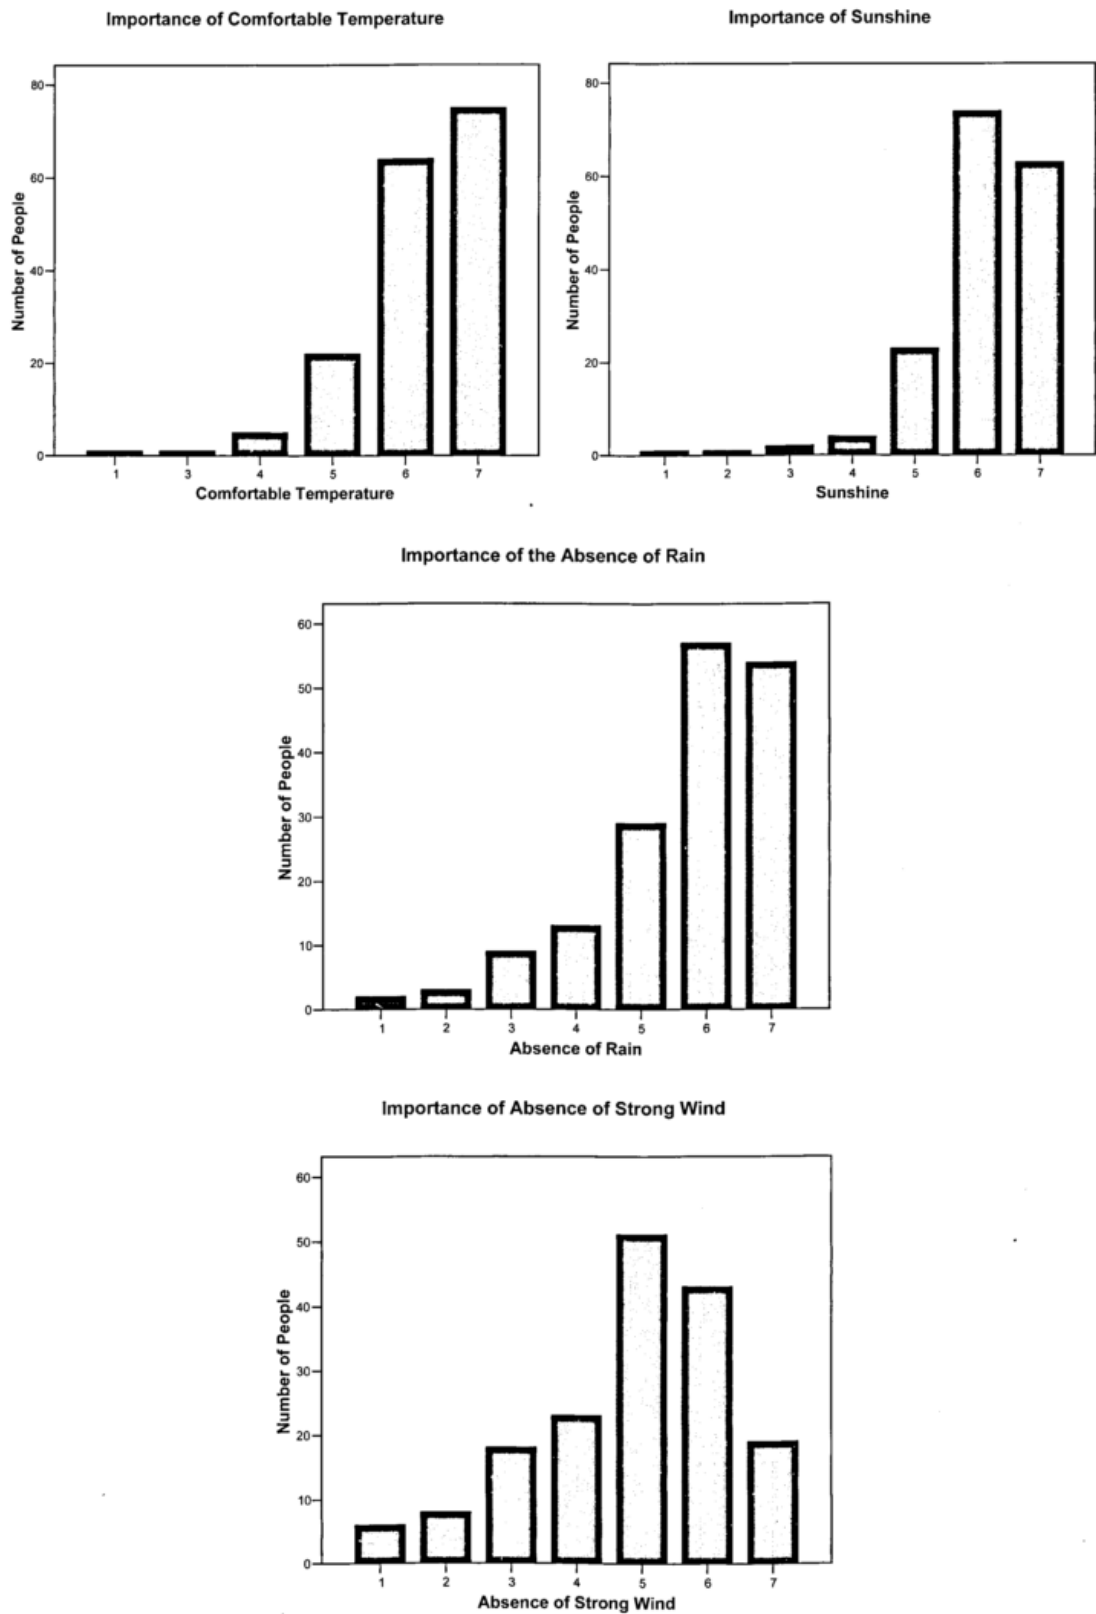 Importance of Comfortable Temperature
Number of People
80
60
40
20
0
1 3 4 5 6 7
Comfortable Temperature
Importance of Sunshine
Number of People
80
60
40
20
0
1 2 3 4 5 6 7
Sunshine
Importance of the Absence of Rain
Number of People
60
50
40
30
20
10
0
1 2 3 4 5 6 7
Absence of Rain
Importance of Absence of Strong Wind
Number of People
60
50
40
30
20
10
0
1 2 3 4 5 6 7
Absence of Strong Wind